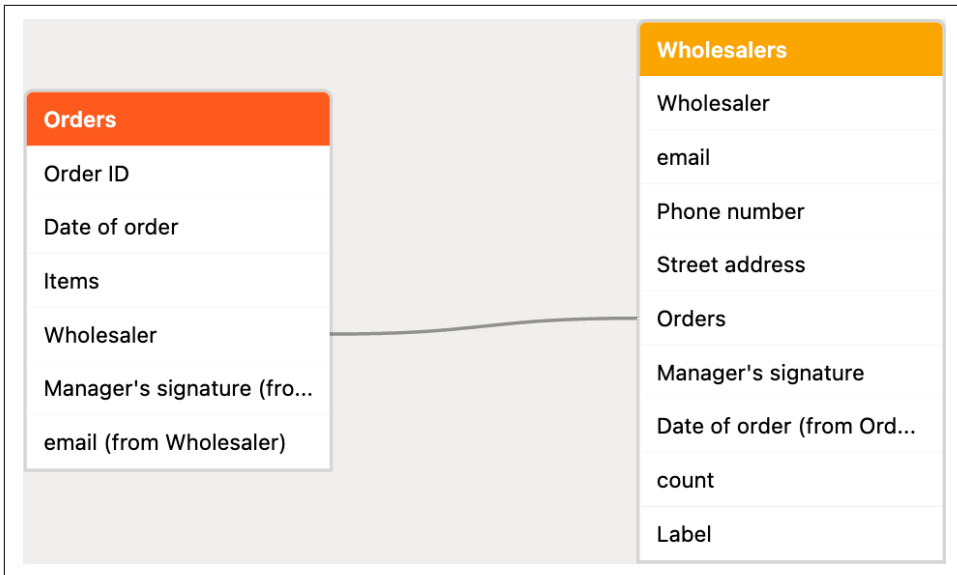 Orders
Order ID
Date of order
Items
Wholesaler
Manager's signature (fro...
email (from Wholesaler)
Wholesalers
Wholesaler
email
Phone number
Street address
Orders
Manager's signature
Date of order (from Ord...
count
Label